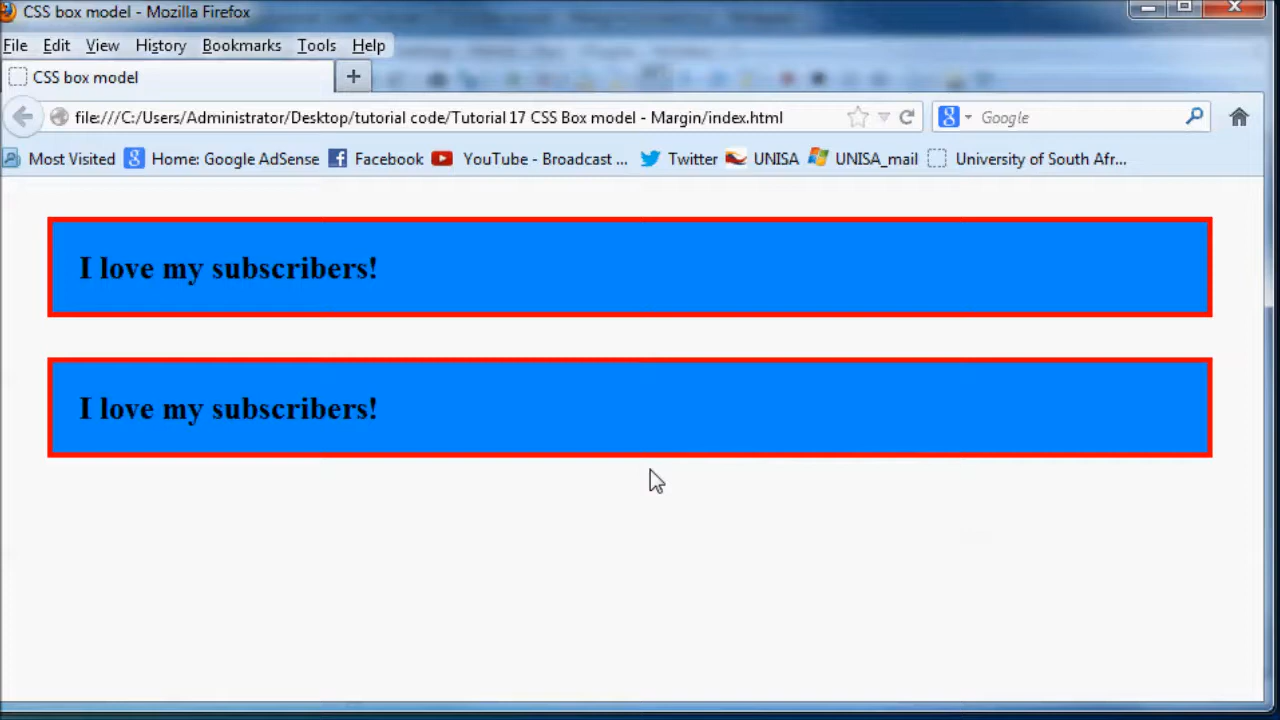 CSS box model - Mozilla Firefox
File Edit View History Bookmarks Tools Help
CSS box model
file:///C:/Users/Administrator/Desktop/tutorial code/Tutorial 17 CSS Box model - Margin/index.html Google
Most Visited Home: Google AdSense Facebook YouTube - Broadcast ... Twitter UNISA UNISA_mail University of South Afr...
I love my subscribers!
I love my subscribers!